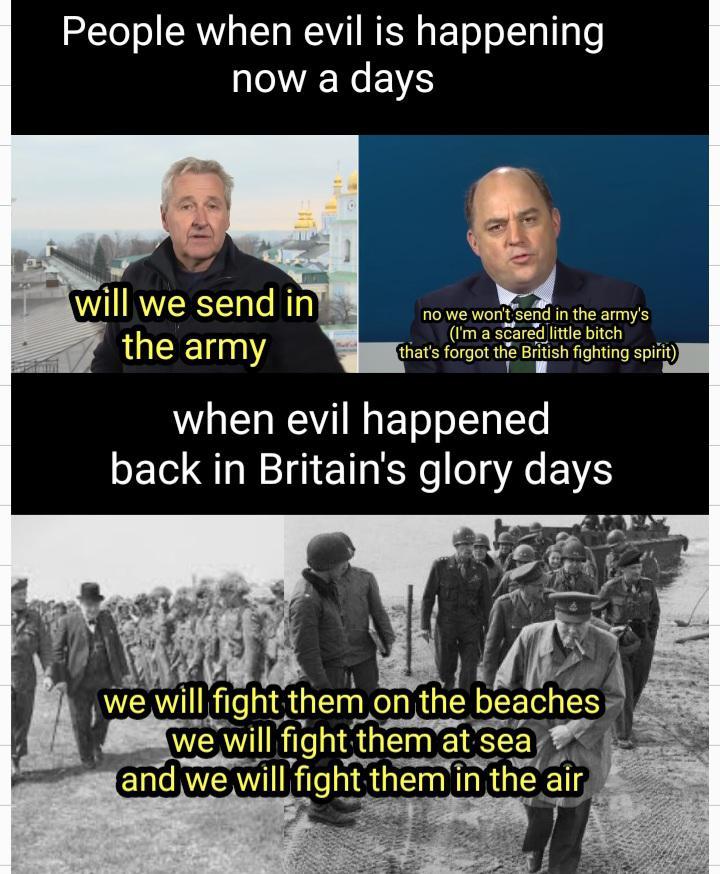 People when evil is happening
now a days
will we send in
the army
no we won't send in the army's
(I'm a scared little bitch
that's forgot the British fighting spirit)
when evil happened
back in Britain's glory days
we will fight them on the beaches
we will fight them at sea
and we will fight them in the air